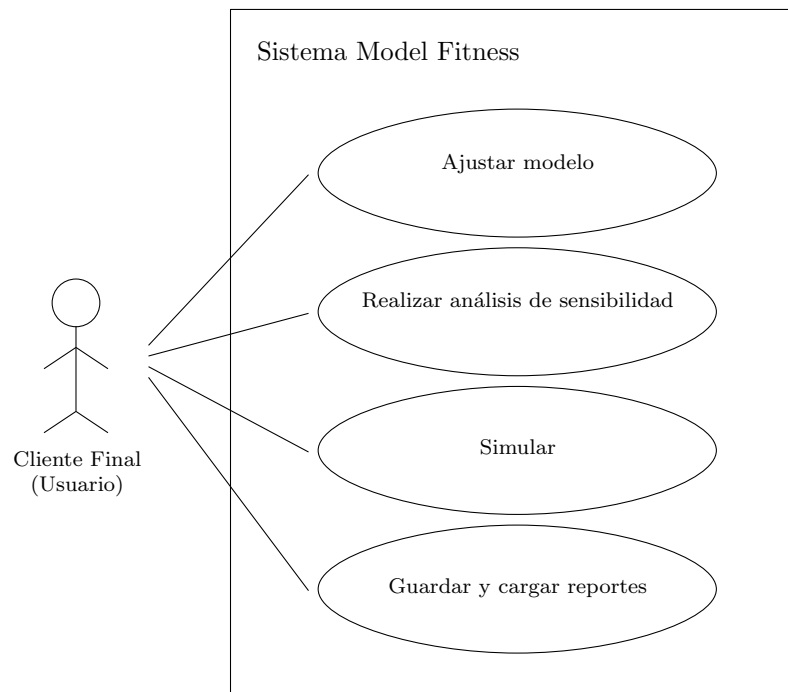 Sistema Model Fitness
Ajustar modelo
Realizar análisis de sensibilidad
Simular
Cliente Final
(Usuario)
Guardar y cargar reportes